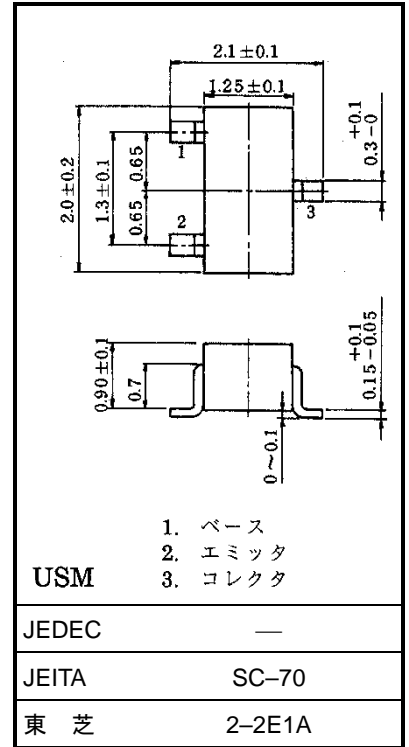 2.1±0.1
1.25±0.1
+0.1
0.3-0
1
2.0±0.2
1.3±0.1
0.65
0.65
2
3
0.90±0.1
0.7
0~0.1
+0.1
0.15-0.05
1. ベース
2. エミッタ
USM 3. コレクタ
JEDEC —
JEITA SC–70
東 芝 2–2E1A